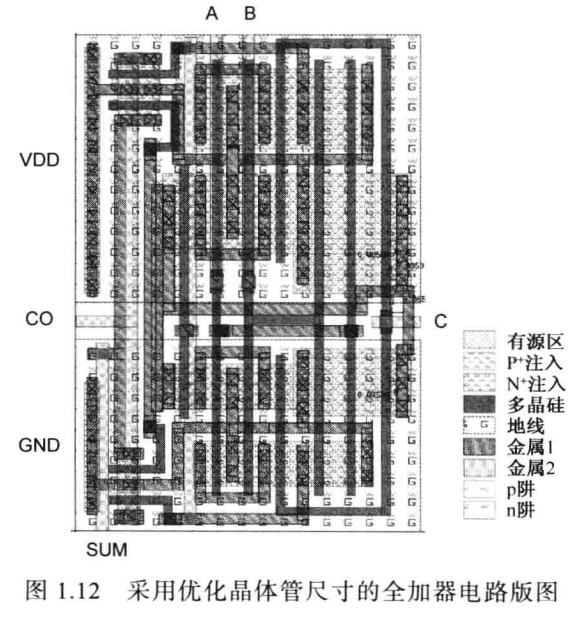 A B
VDD
CO
C
GND
SUM
有源区
P⁺注入
N⁺注入
多晶硅
G 地线
金属1
金属2
p阱
n阱
图 1.12 采用优化晶体管尺寸的全加器电路版图